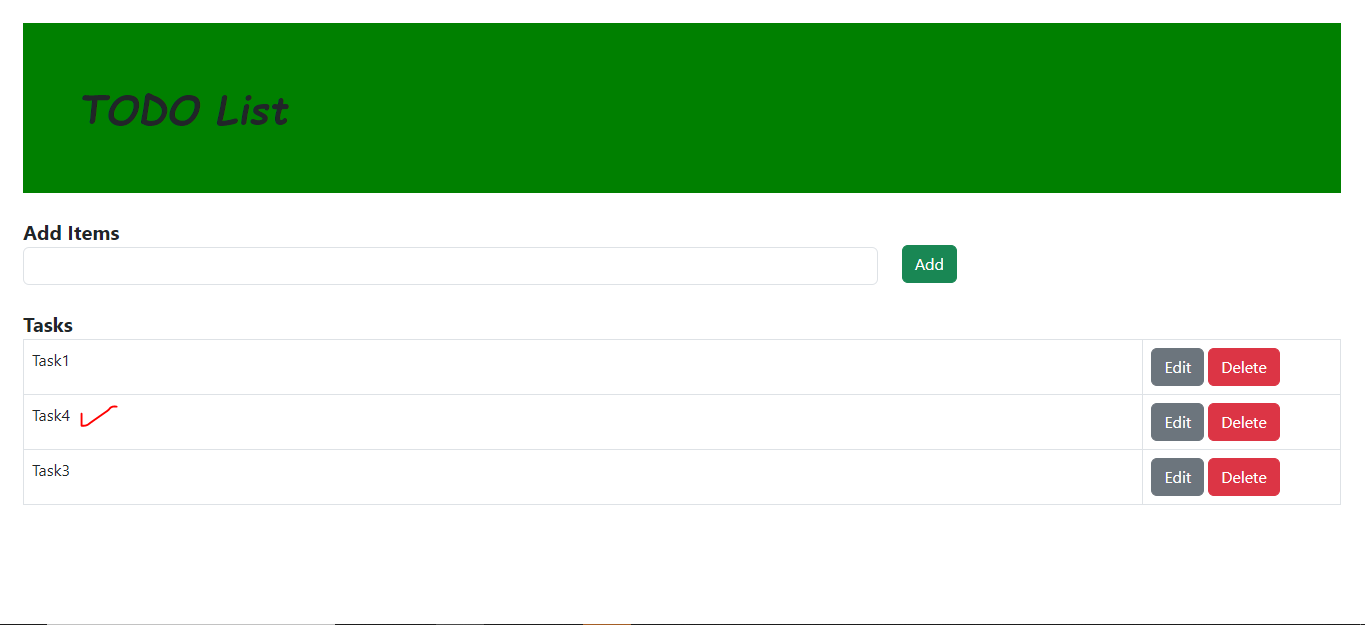 TODO List
Add Items
Add
Tasks
Task1 Edit Delete
Task4 Edit Delete
Task3 Edit Delete